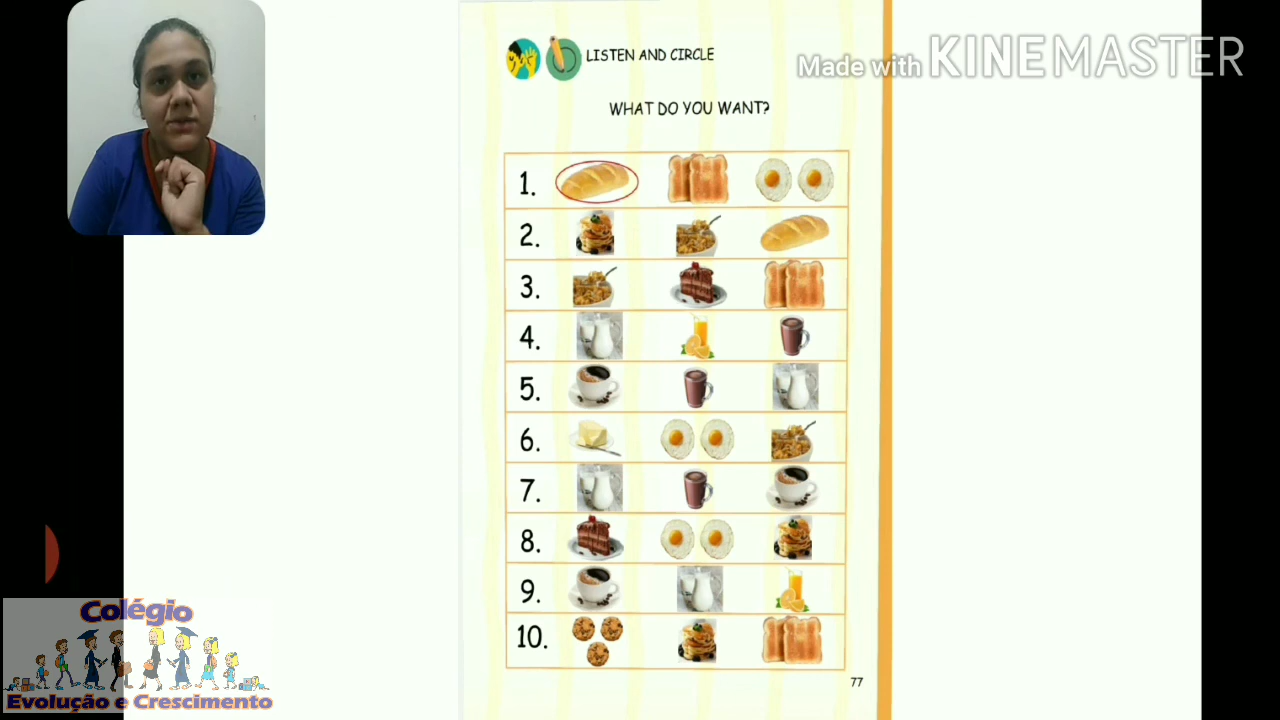 LISTEN AND CIRCLE
Made with KINEMASTER
WHAT DO YOU WANT?
1.
2.
3.
4.
5.
6.
7.
8.
9.
10.
77
Colégio
Evolução e Crescimento